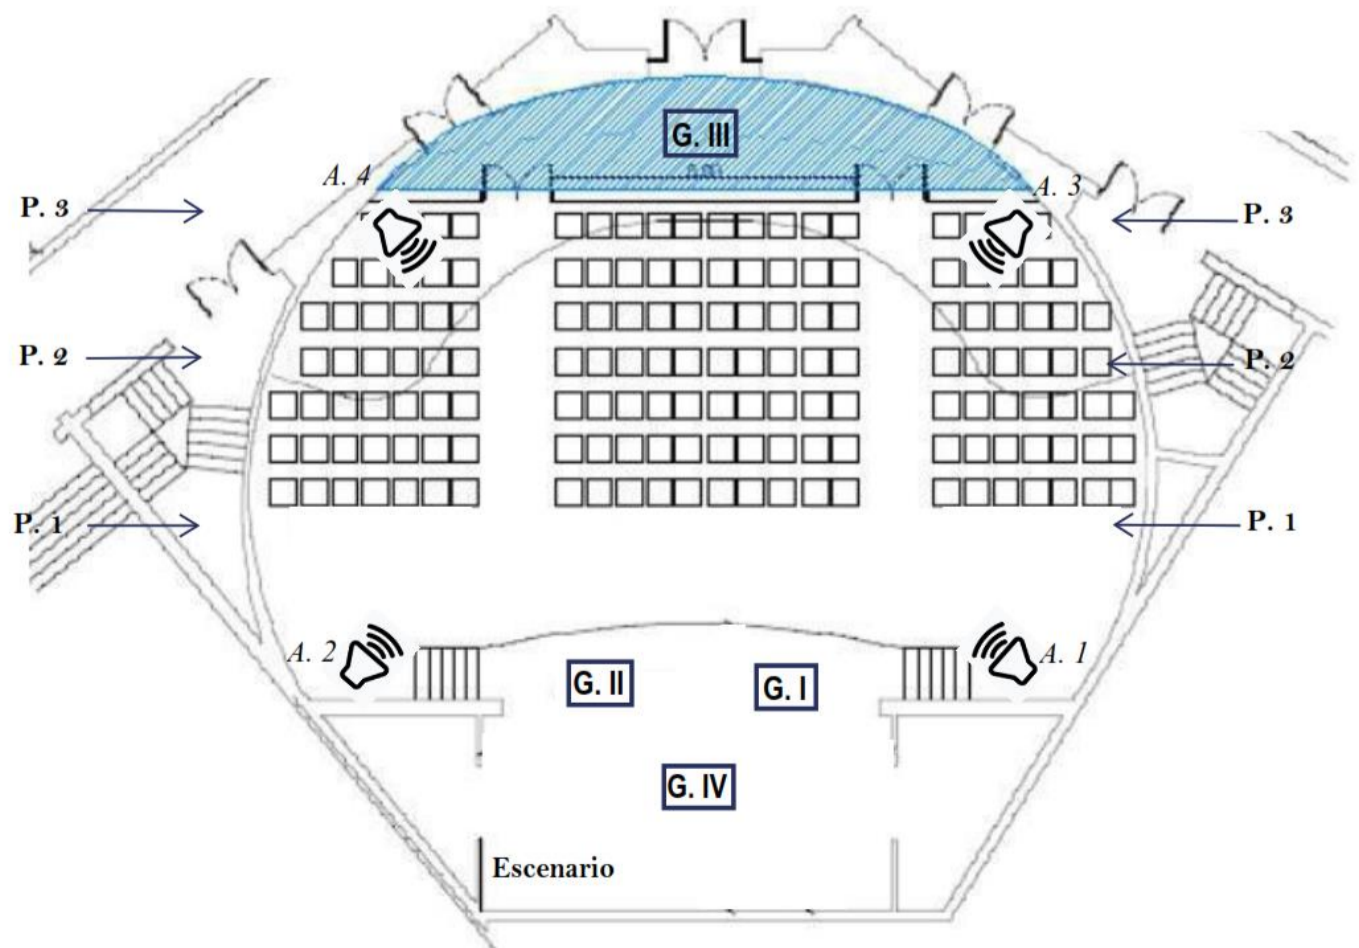 G. III
A. 4
A. 3
P. 3
P. 3
P. 2
P. 2
P. 1
P. 1
A. 2
A. 1
G. II
G. I
G. IV
Escenario